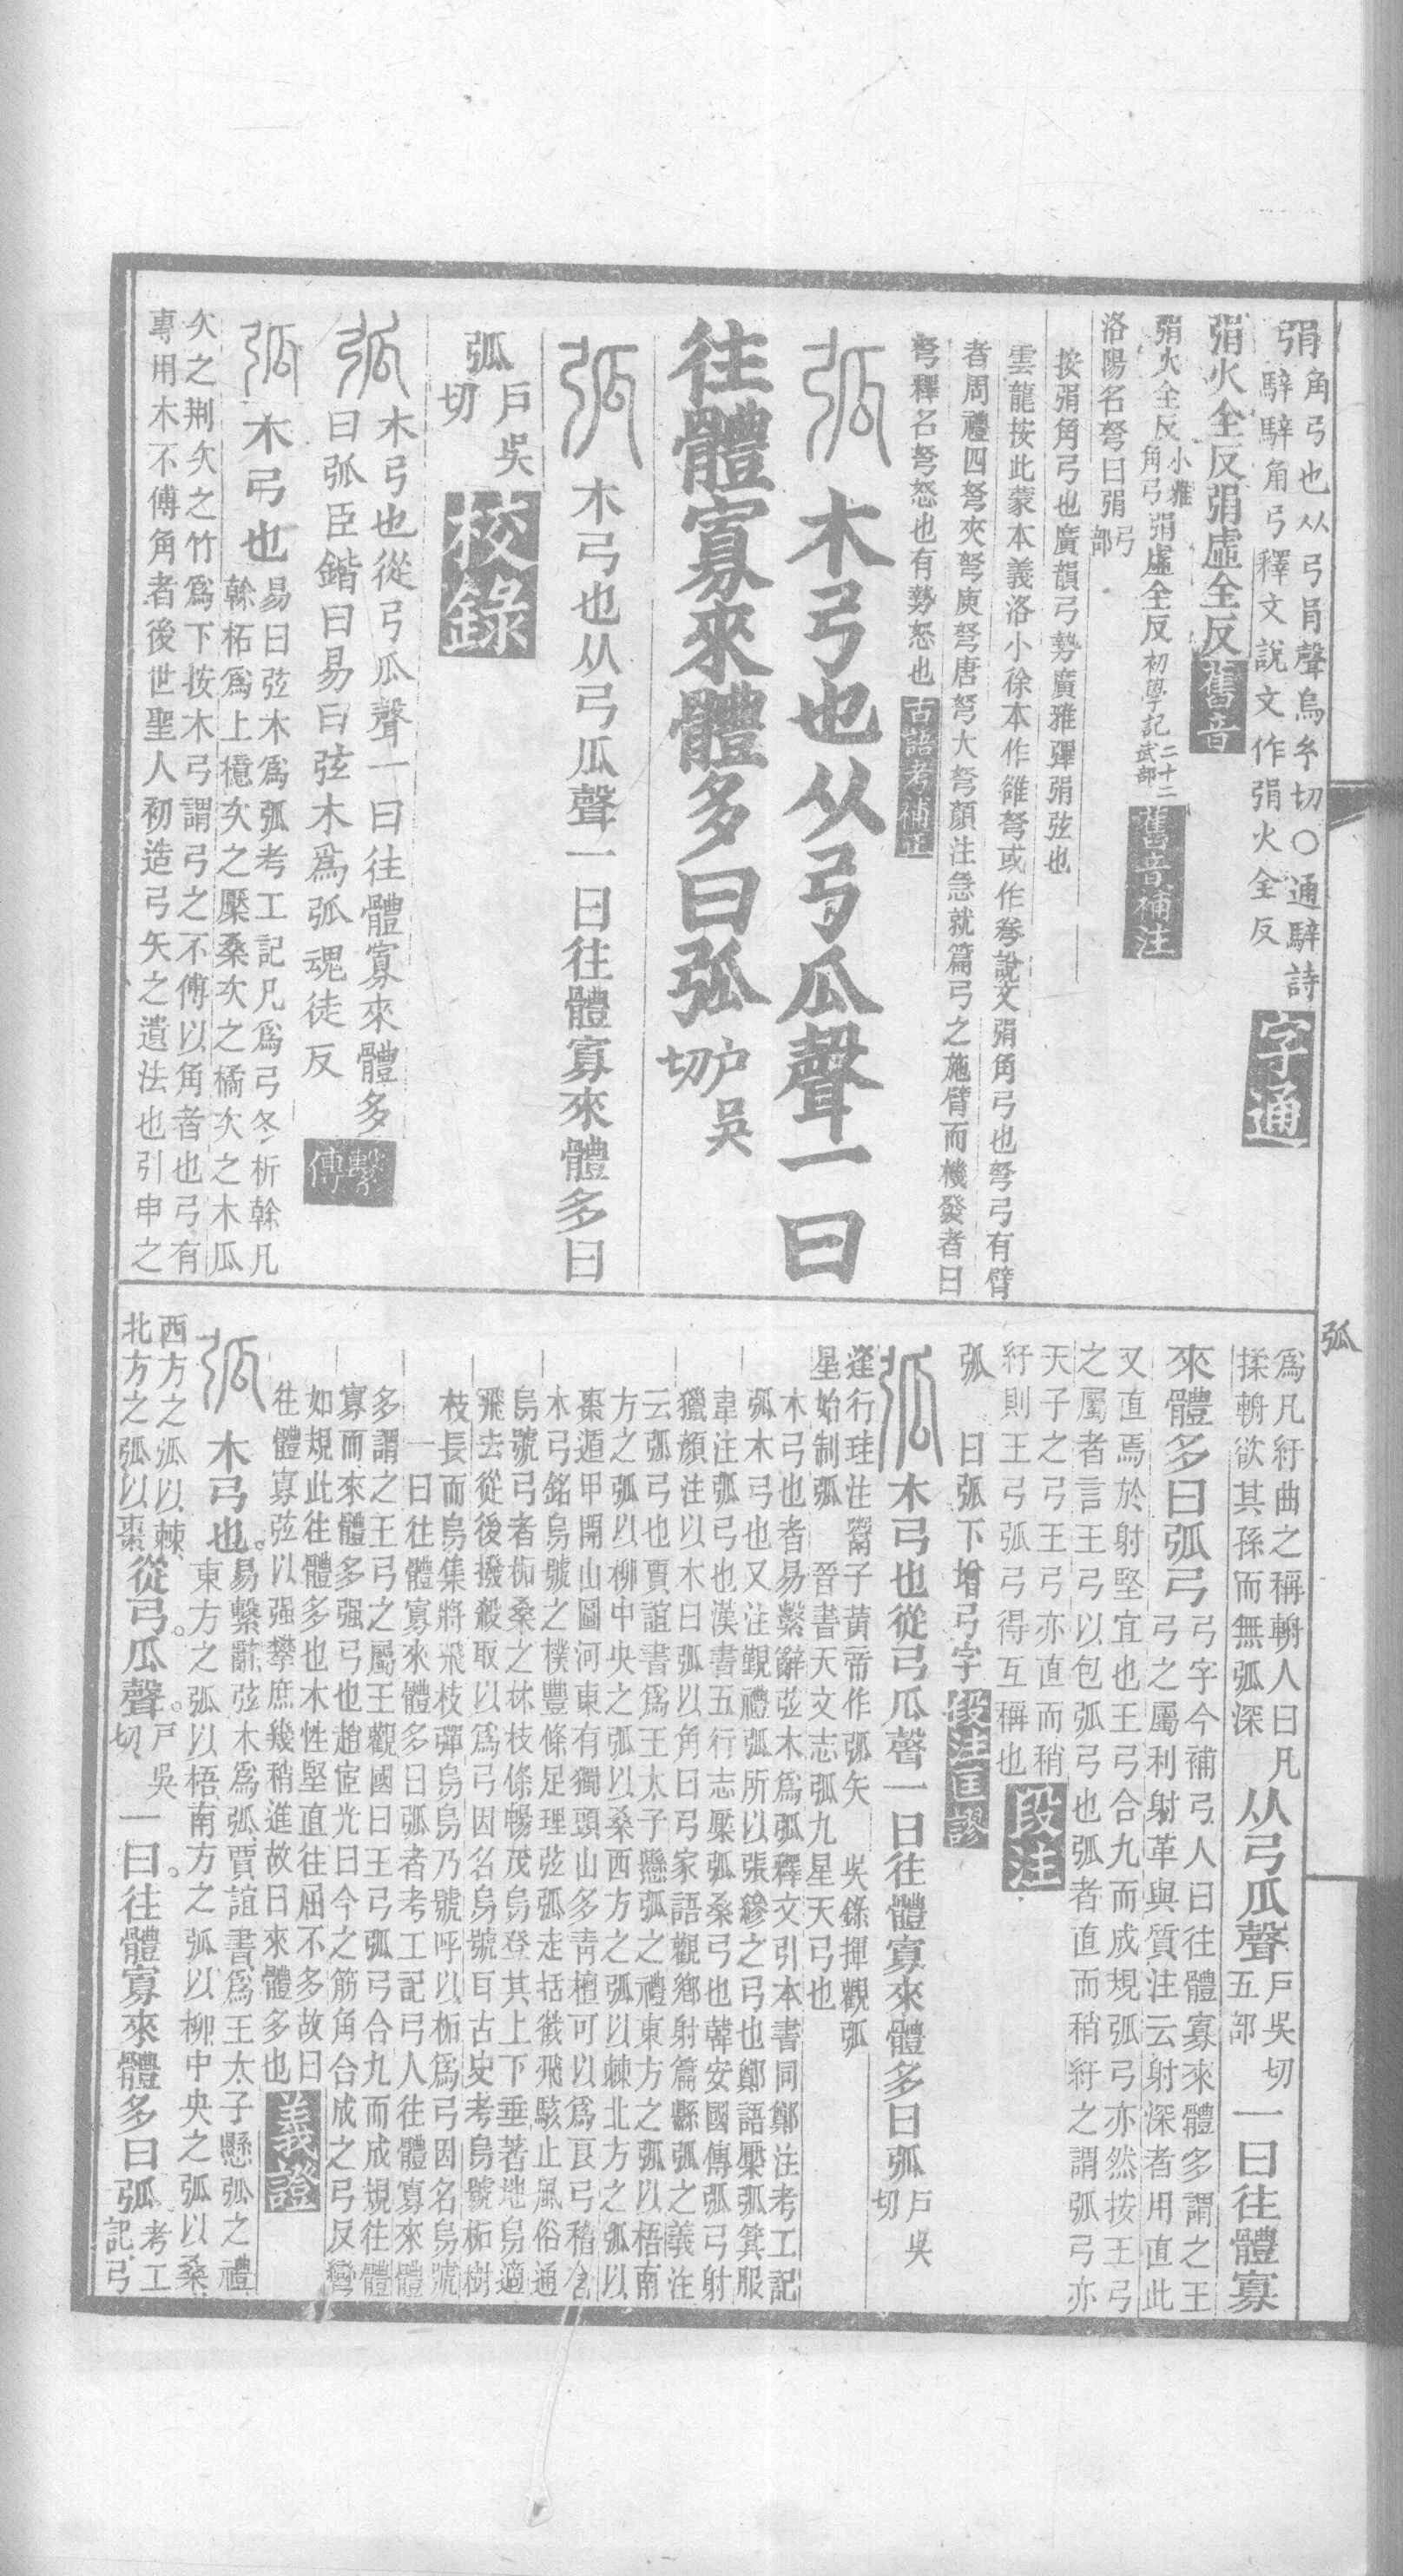 弲角弓也从弓肙聲烏玄切〇通騂詩
騂騂角弓釋文說文作弲火全反
字通
弲火全反弲虛全反
舊音
弲火全反小雅角弓弲虛全反初學記二十二武部
舊音補注
洛陽名弩曰弲弓部
按弲角弓也廣韻弓勢廣雅彈弲弦也
雲龍按此蒙本義洛小徐本作雒弩或作弮說文弲角弓也弩弓有臂
者周禮四弩夾弩庾弩唐弩大弩顏注急就篇弓之施臂而機發者曰
弩釋名弩怒也有勢怒也
古語考補正
弧 木弓也从弓瓜聲一曰
往體寡來體多曰弧戶吳切
弧 木弓也从弓瓜聲一曰往體寡來體多曰
弧戶吳切
校錄
弧 木弓也從弓瓜聲一曰往體寡來體多
曰弧臣鍇曰易曰弦木爲弧魂徒反
繫傳
弧 木弓也易曰弦木爲弧考工記凡爲弓冬析榦凡
榦柘爲上檍次之檿桑次之橘次之木瓜
次之荆次之竹爲下按木弓謂弓之不傅以角者也弓有
專用木不傅角者後世聖人初造弓矢之遺法也引申之
弧
爲凡紆曲之稱輈人曰凡
揉輈欲其孫而無弧深
从弓瓜聲戶吳切五部一曰往體寡
來體多曰弧弓弓字今補弓人曰往體寡來體多謂之王
弓之屬利射革與質注云射深者用直此
又直焉於射堅宜也王弓合九而成規弧弓亦然按王弓
之屬者言王弓以包弧弓也弧者直而稍紆之謂弧弓亦
天子之弓王弓亦直而稍
紆則王弓弧弓得互稱也
段注
弧 曰弧下增弓字
段注匡謬
弧 木弓也從弓瓜聲一曰往體寡來體多曰弧戶吳切
逢行珪注鬻子黃帝作弧矢 吳錄揮觀弧
星始制弧 晉書天文志弧九星天弓也
木弓也者易繫辭弦木爲弧釋文引本書同鄭注考工記
弧木弓也又注覲禮弧所以張縿之弓也鄭語檿弧箕服
韋注弧弓也漢書五行志檿弧桑弓也韓安國傳弧弓射
獵顏注以木曰弧以角曰弓家語觀鄉射篇縣弧之義注
云弧弓也賈誼書爲王太子懸弧之禮東方之弧以梧南
方之弧以柳中央之弧以桑西方之弧以棘北方之弧以
棗遁甲開山圖河東有獨頭山多靑檀可以爲良弓嵇含
木弓銘烏號之樸豐條足理弦弧走括截飛駭止風俗通
烏號弓者柘桑之林枝條暢茂烏登其上下垂著地烏適
飛去從後撥殺取以爲弓因名烏號耳古史考烏號柘樹
枝長而烏集將飛枝彈烏烏乃號呼以柘爲弓因名烏號
一曰往體寡來體多曰弧者考工記弓人往體寡來體
多謂之王弓之屬王觀國曰王弓弧弓合九而成規往體
寡而來體多强弓也趙宧光曰今之筋角合成之弓反彎
如規此往體多也木性堅直往屈不多故曰
往體寡弦以强攀庶幾稍進故曰來體多也
義證
弧 木弓也。易繫辭弦木爲弧賈誼書爲王太子懸弧之禮
東方之弧以梧南方之弧以柳中央之弧以桑
西方之弧以棘
北方之弧以棗
從弓。瓜聲。戶吳切。一曰往體寡來體多曰弧考工記弓